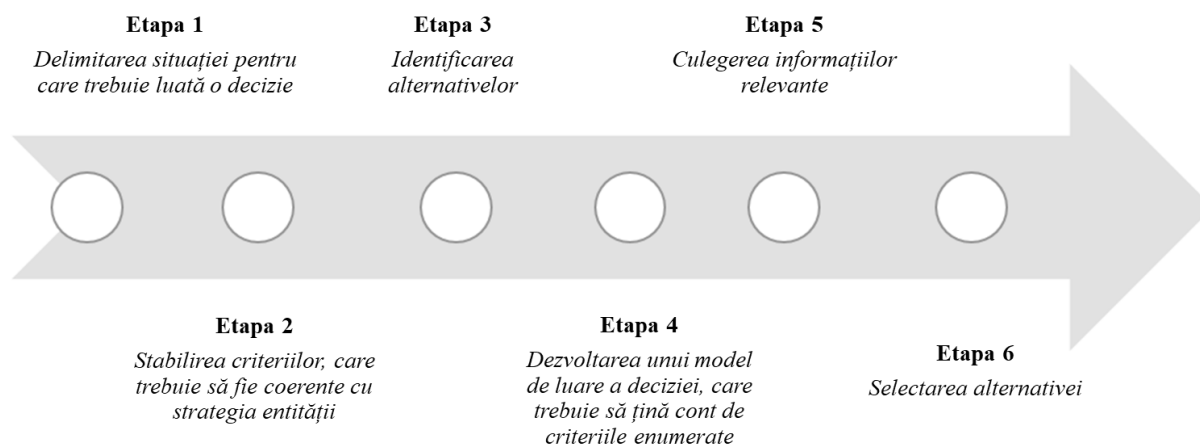 Etapa 1
Delimitarea situației pentru
care trebuie luată o decizie
Etapa 2
Stabilirea criteriilor, care
trebuie să fie coerente cu
strategia entității
Etapa 3
Identificarea
alternativelor
Etapa 4
Dezvoltarea unui model
de luare a deciziei, care
trebuie să țină cont de
criteriile enumerate
Etapa 5
Culegerea informațiilor
relevante
Etapa 6
Selectarea alternativei